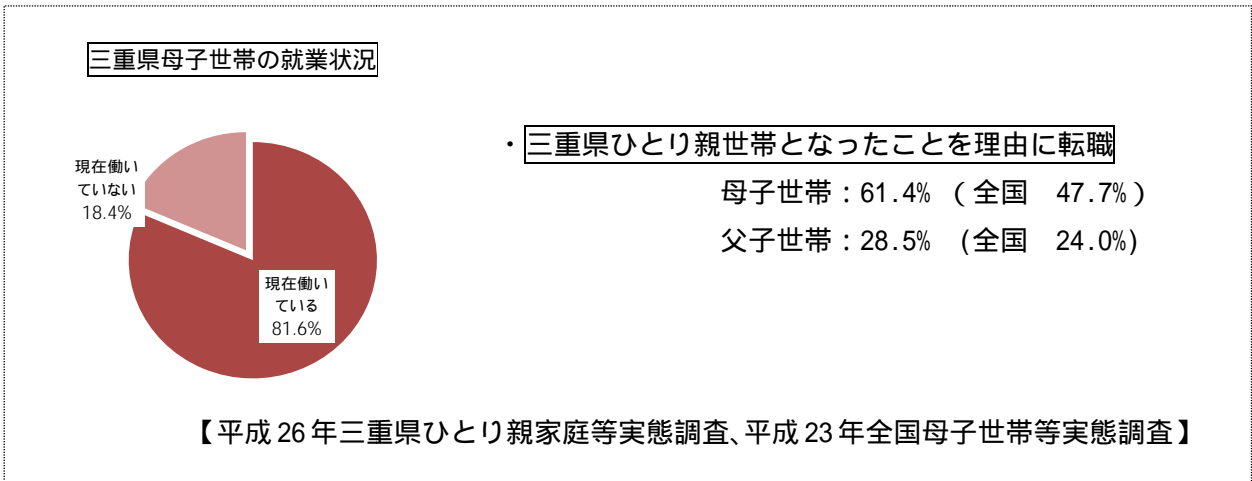 三重県母子世帯の就業状況
現在働い
ていない
18.4%
現在働い
ている
81.6%
・三重県ひとり親世帯となったことを理由に転職
母子世帯：61.4% （全国　47.7%）
父子世帯：28.5% (全国　24.0%)
【平成26年三重県ひとり親家庭等実態調査、平成23年全国母子世帯等実態調査】